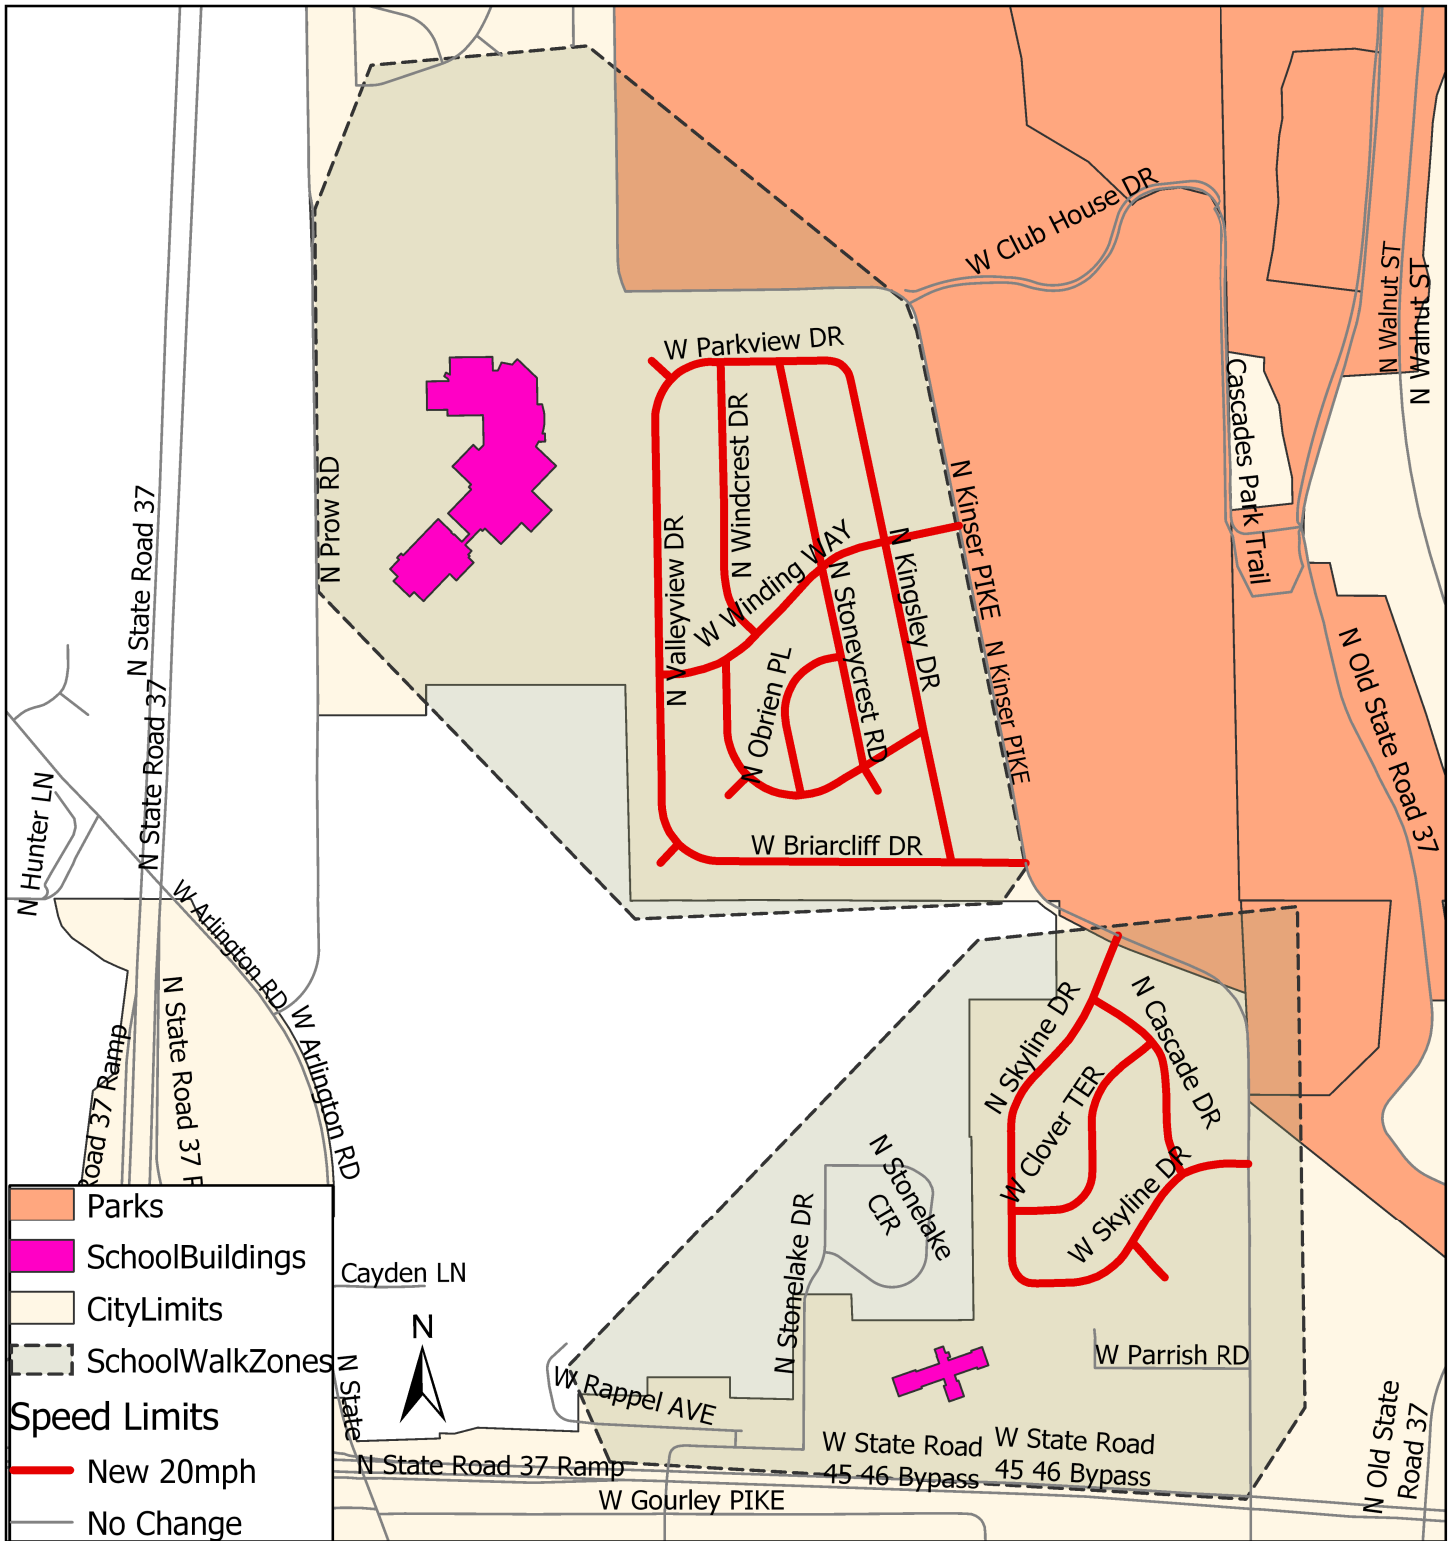 W Club House DR
N Walnut ST
N Walnut ST
W Parkview DR
Cascades Park Trail
N Windcrest DR
N Prow RD
N State Road 37
N Kinser PIKE
N Valleyview DR
W Winding WAY
N Stoneycrest RD
N Kingsley DR
N Kinser PIKE
W Obrien PL
N State Road 37
N Old State Road 37
N Hunter LN
W Briarcliff DR
W Arlington RD
W Arlington RD
N State Road 37 R
Road 37 Ramp
N Skyline DR
N Cascade DR
W Clover TER
N Stonelake
CIR
W Skyline DR
N Stonelake DR
Parks
SchoolBuildings
CityLimits
SchoolWalkZones
Speed Limits
New 20mph
No Change
Cayden LN
N
N State
W Parrish RD
W Rappel AVE
W State Road
45 46 Bypass
W State Road
45 46 Bypass
N State Road 37 Ramp
W Gourley PIKE
N Old State
Road 37